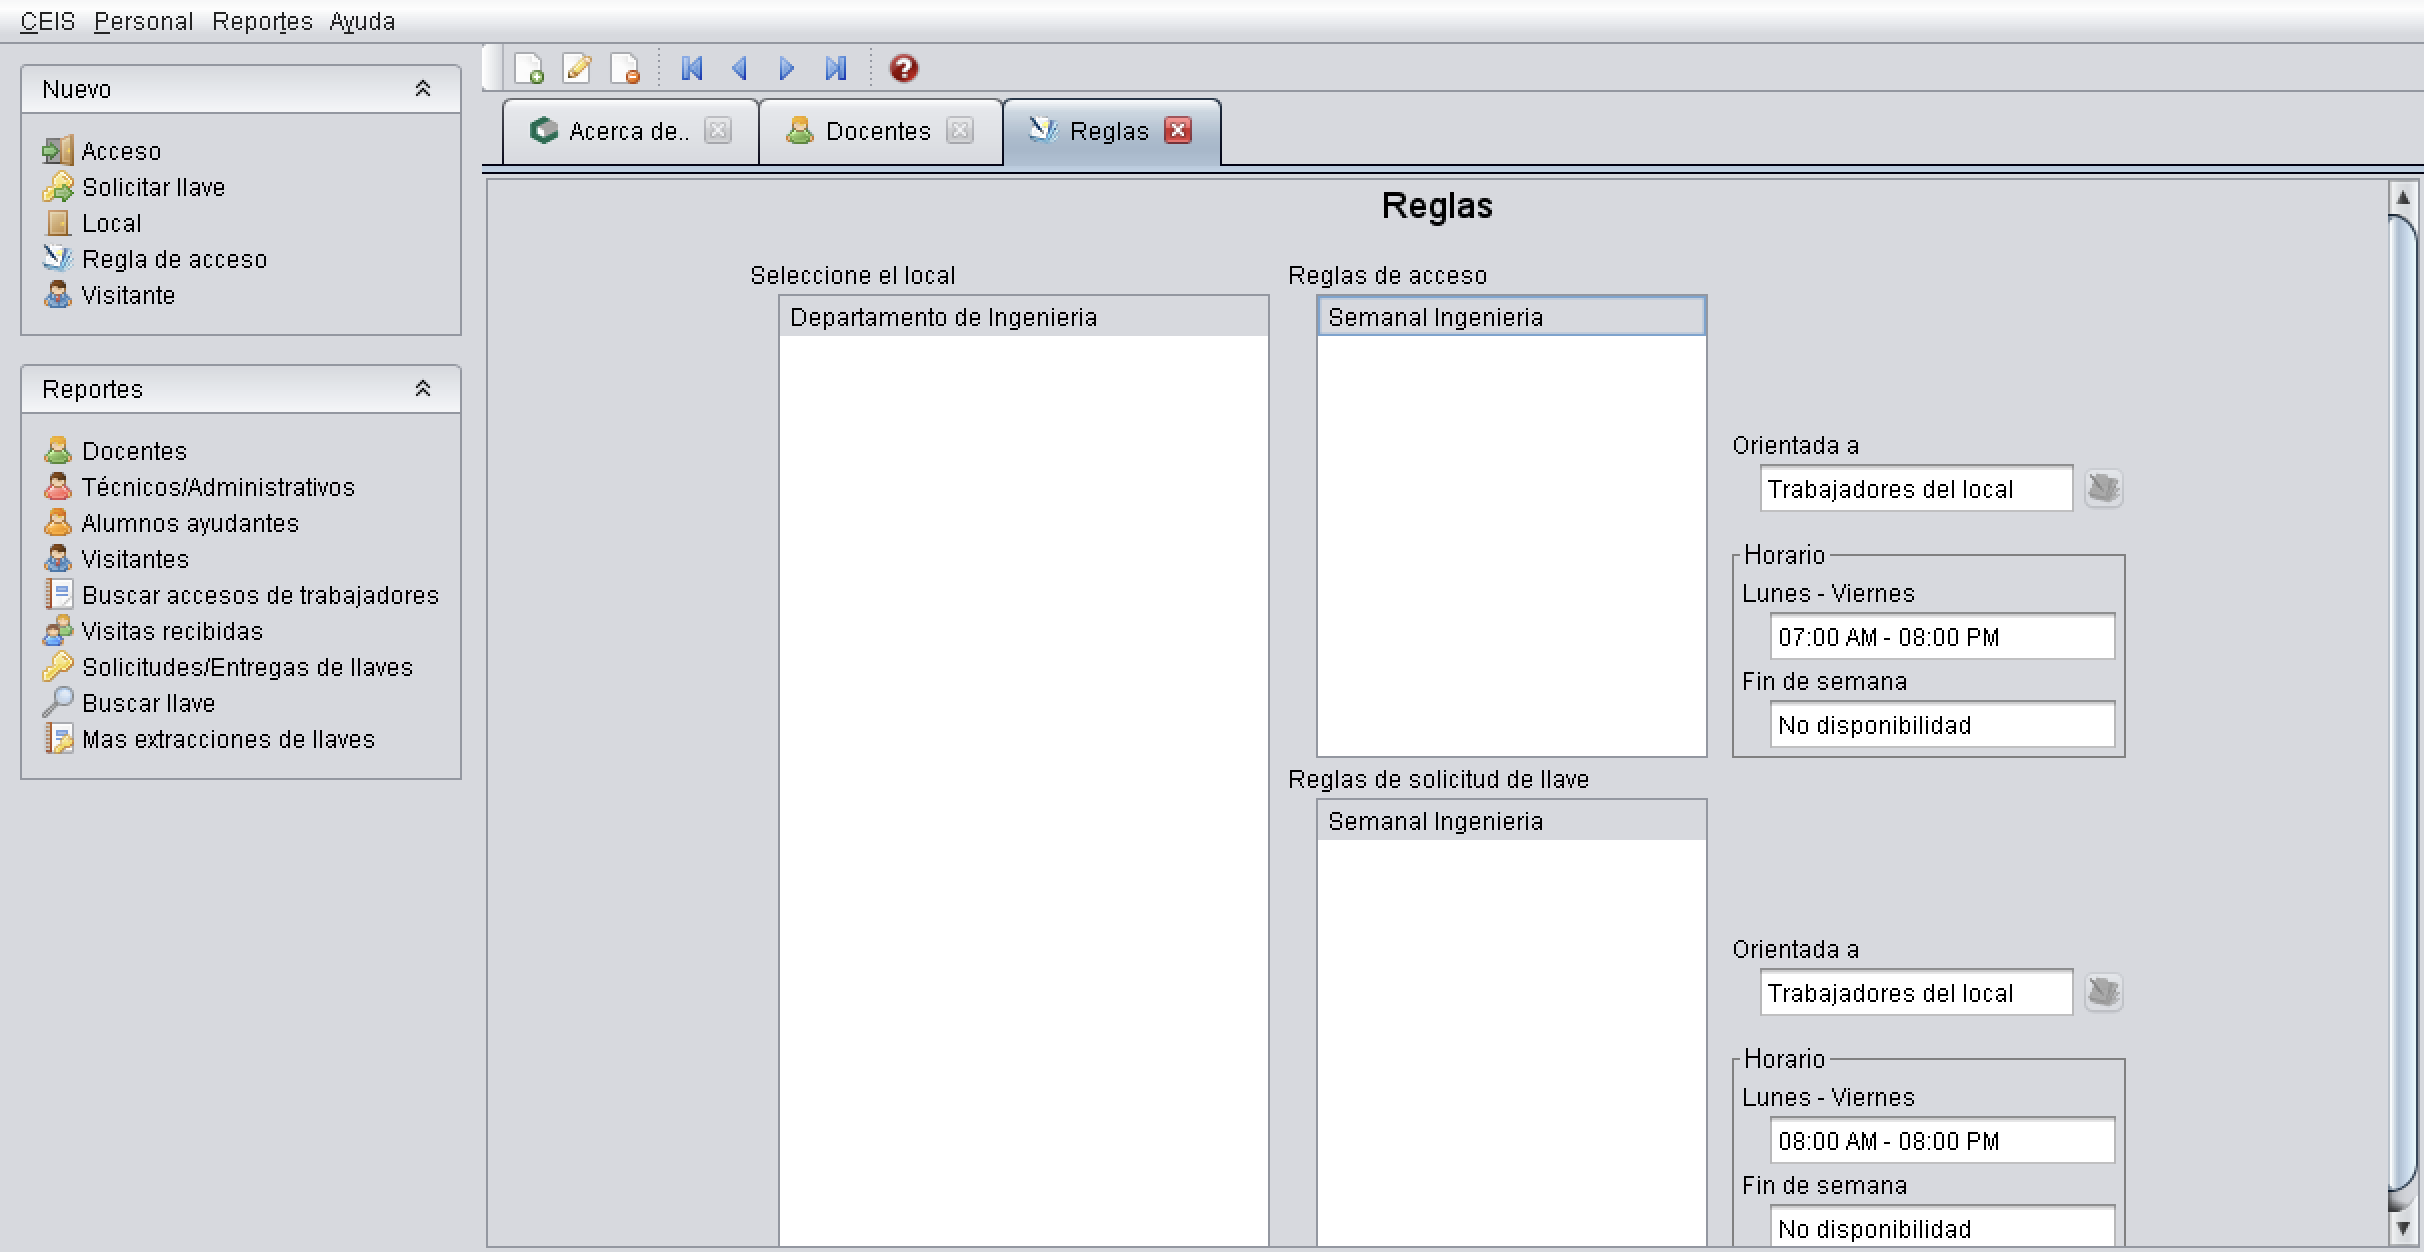 CEIS Personal Reportes Ayuda
Nuevo
Acceso
Solicitar llave
Local
Regla de acceso
Visitante
Reportes
Docentes
Técnicos/Administrativos
Alumnos ayudantes
Visitantes
Buscar accesos de trabajadores
Visitas recibidas
Solicitudes/Entregas de llaves
Buscar llave
Mas extracciones de llaves
Acerca de.. Docentes Reglas
Reglas
Seleccione el local
Departamento de Ingenieria
Reglas de acceso
Semanal Ingenieria
Orientada a
Trabajadores del local
Horario
Lunes - Viernes
07:00 AM - 08:00 PM
Fin de semana
No disponibilidad
Reglas de solicitud de llave
Semanal Ingenieria
Orientada a
Trabajadores del local
Horario
Lunes - Viernes
08:00 AM - 08:00 PM
Fin de semana
No disponibilidad